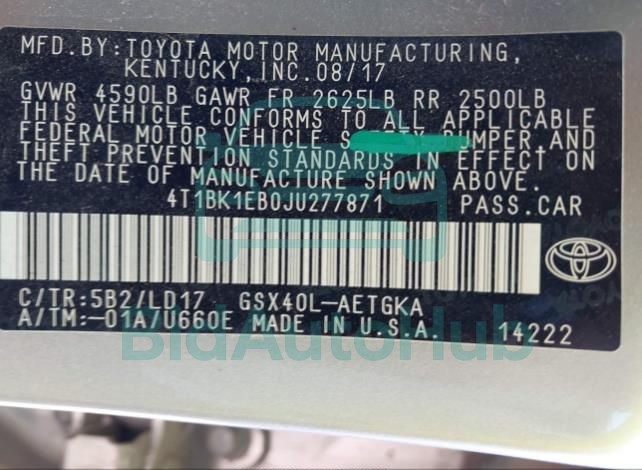 MFD.BY:TOYOTA MOTOR MANUFACTURING,
KENTUCKY,INC.08/17
GVWR 4590LB GAWR FR 2625LB RR 2500LB
THIS VEHICLE CONFORMS TO ALL APPLICABLE
FEDERAL MOTOR VEHICLE BUMPER AND
THEFT PREVENTION STANDARDS IN EFFECT ON
THE DATE OF MANUFACTURE SHOWN ABOVE.
4T1BK1EB0JU277871 PASS.CAR
C/TR:5B2/LD17 GSX40L-AETGKA
A/TM:-01A/U660E MADE IN U.S.A. 14222
BidAutoHub